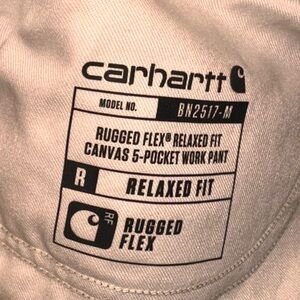 carhartt
MODEL NO. BN2517-M
RUGGED FLEX® RELAXED FIT
CANVAS 5-POCKET WORK PANT
R RELAXED FIT
RF RUGGED
FLEX